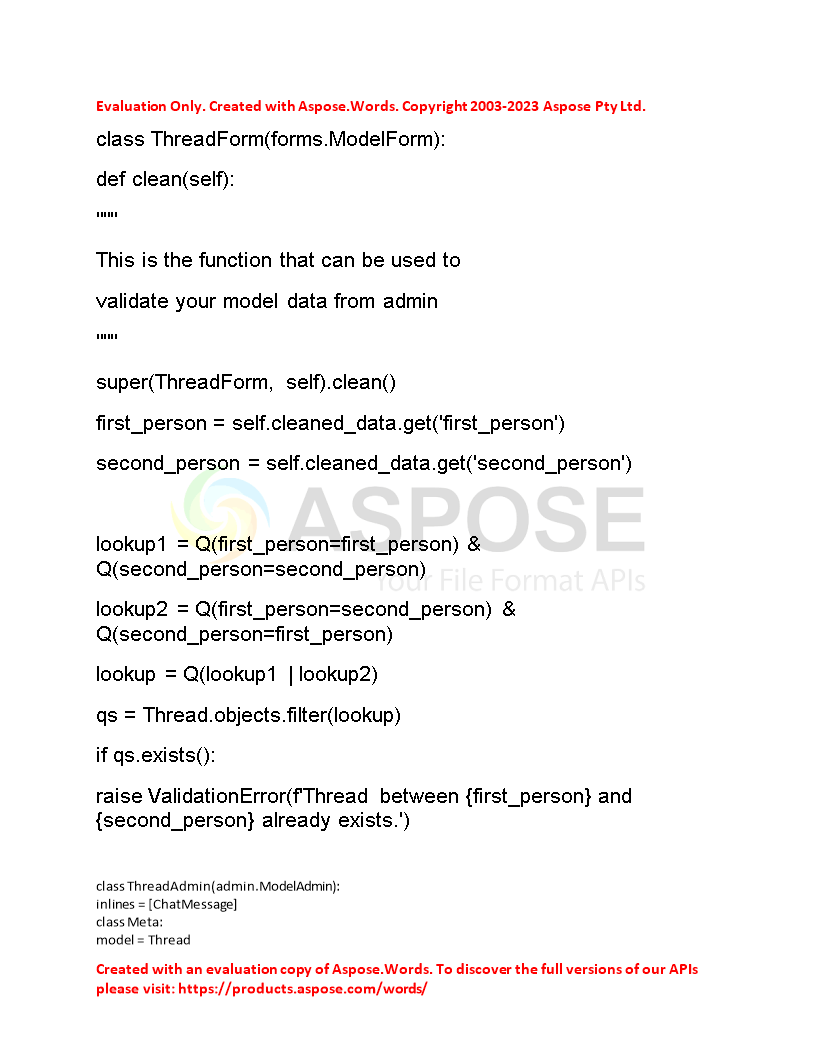 Evaluation Only. Created with Aspose.Words. Copyright 2003-2023 Aspose Pty Ltd.
class ThreadForm(forms.ModelForm):
def clean(self):
"""
This is the function that can be used to
validate your model data from admin
"""
super(ThreadForm, self).clean()
first_person = self.cleaned_data.get('first_person')
second_person = self.cleaned_data.get('second_person')
ASPOSE
Your File Format APIs
lookup1 = Q(first_person=first_person) &
Q(second_person=second_person)
lookup2 = Q(first_person=second_person) &
Q(second_person=first_person)
lookup = Q(lookup1 | lookup2)
qs = Thread.objects.filter(lookup)
if qs.exists():
raise ValidationError(f'Thread between {first_person} and
{second_person} already exists.')
class ThreadAdmin(admin.ModelAdmin):
inlines = [ChatMessage]
class Meta:
model = Thread
Created with an evaluation copy of Aspose.Words. To discover the full versions of our APIs
please visit: https://products.aspose.com/words/